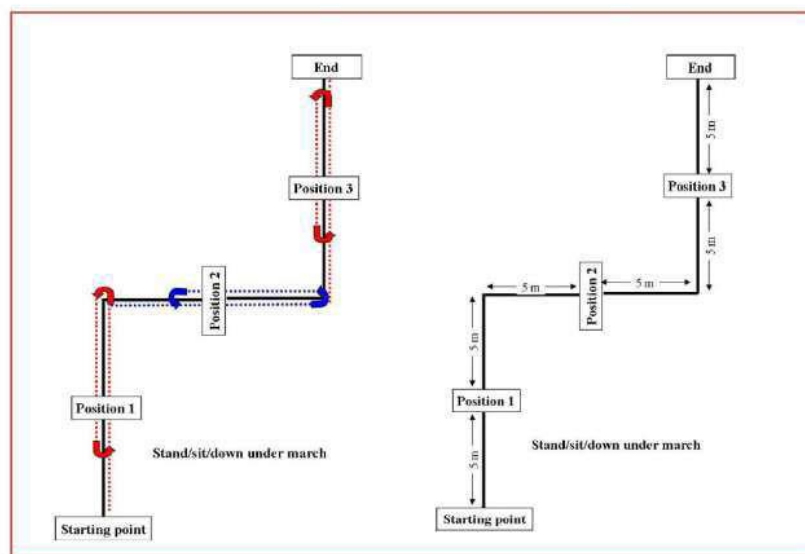 End
Position 3
Position 2
Position 1
Stand/sit/down under march
Starting point
End
5 m
Position 3
5 m
5 m
Position 2
5 m
5 m
Position 1
Stand/sit/down under march
5 m
Starting point